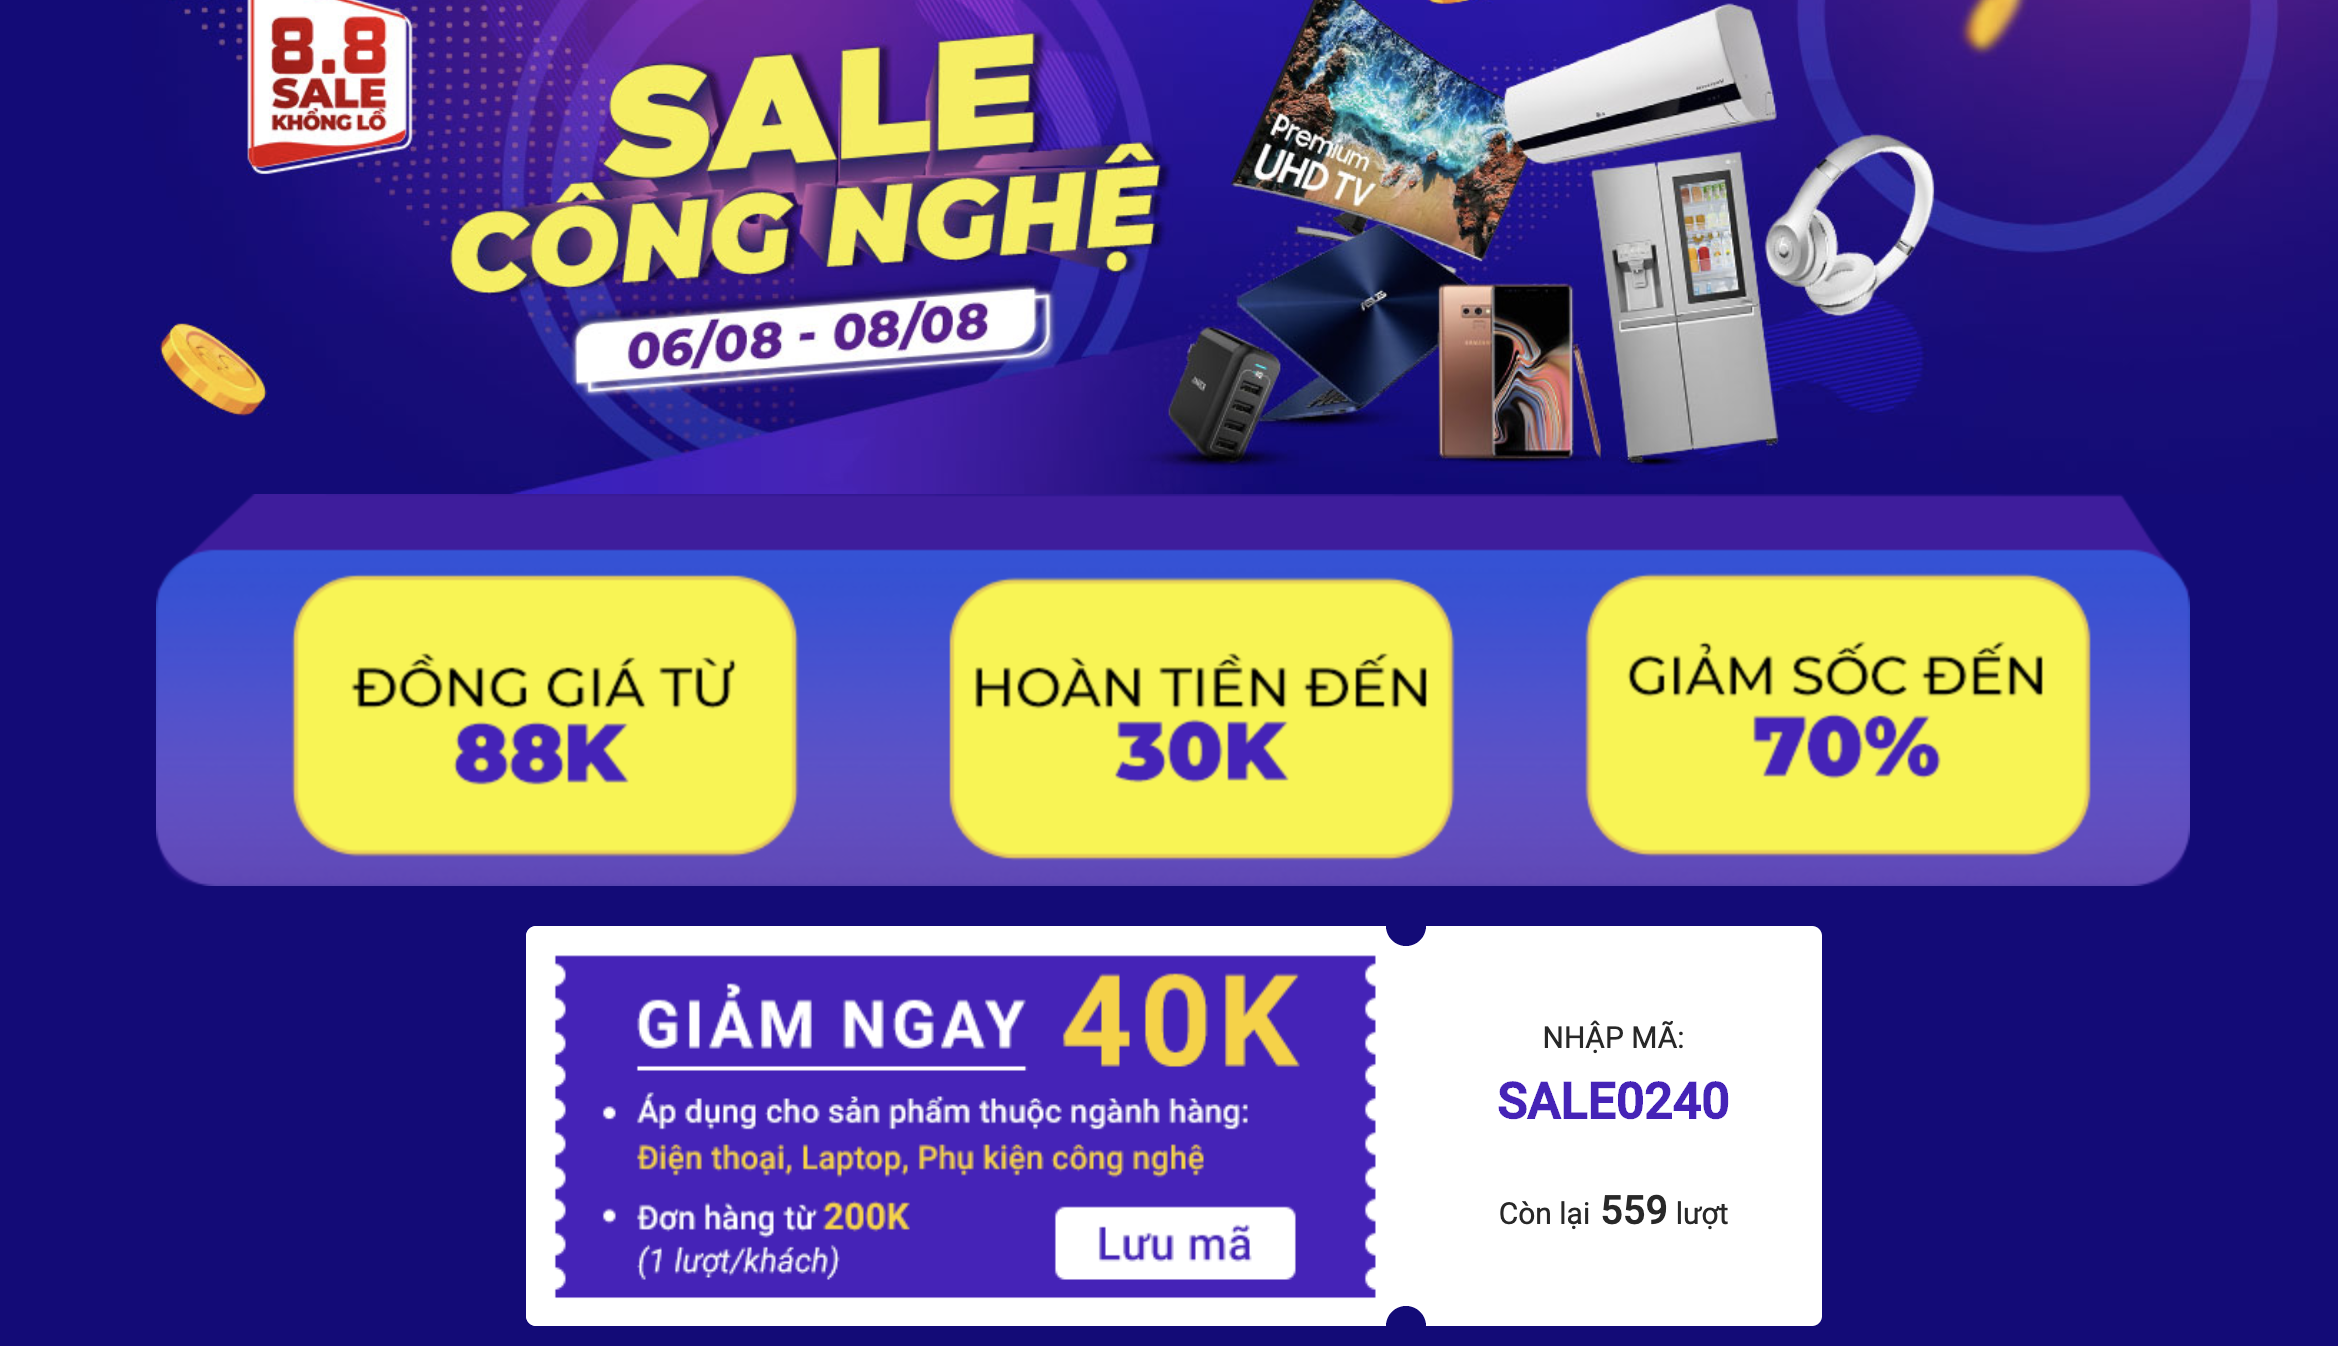 8.8
SALE
KHỔNG LỒ
SALE
CÔNG NGHỆ
06/08 - 08/08
Premium
UHD TV
ASUS
SAMSUNG
ĐỒNG GIÁ TỪ
88K
HOÀN TIỀN ĐẾN
30K
GIẢM SỐC ĐẾN
70%
GIẢM NGAY 40K
• Áp dụng cho sản phẩm thuộc ngành hàng:
Điện thoại, Laptop, Phụ kiện công nghệ
• Đơn hàng từ 200K
(1 lượt/khách)
Lưu mã
NHẬP MÃ:
SALE0240
Còn lại 559 lượt